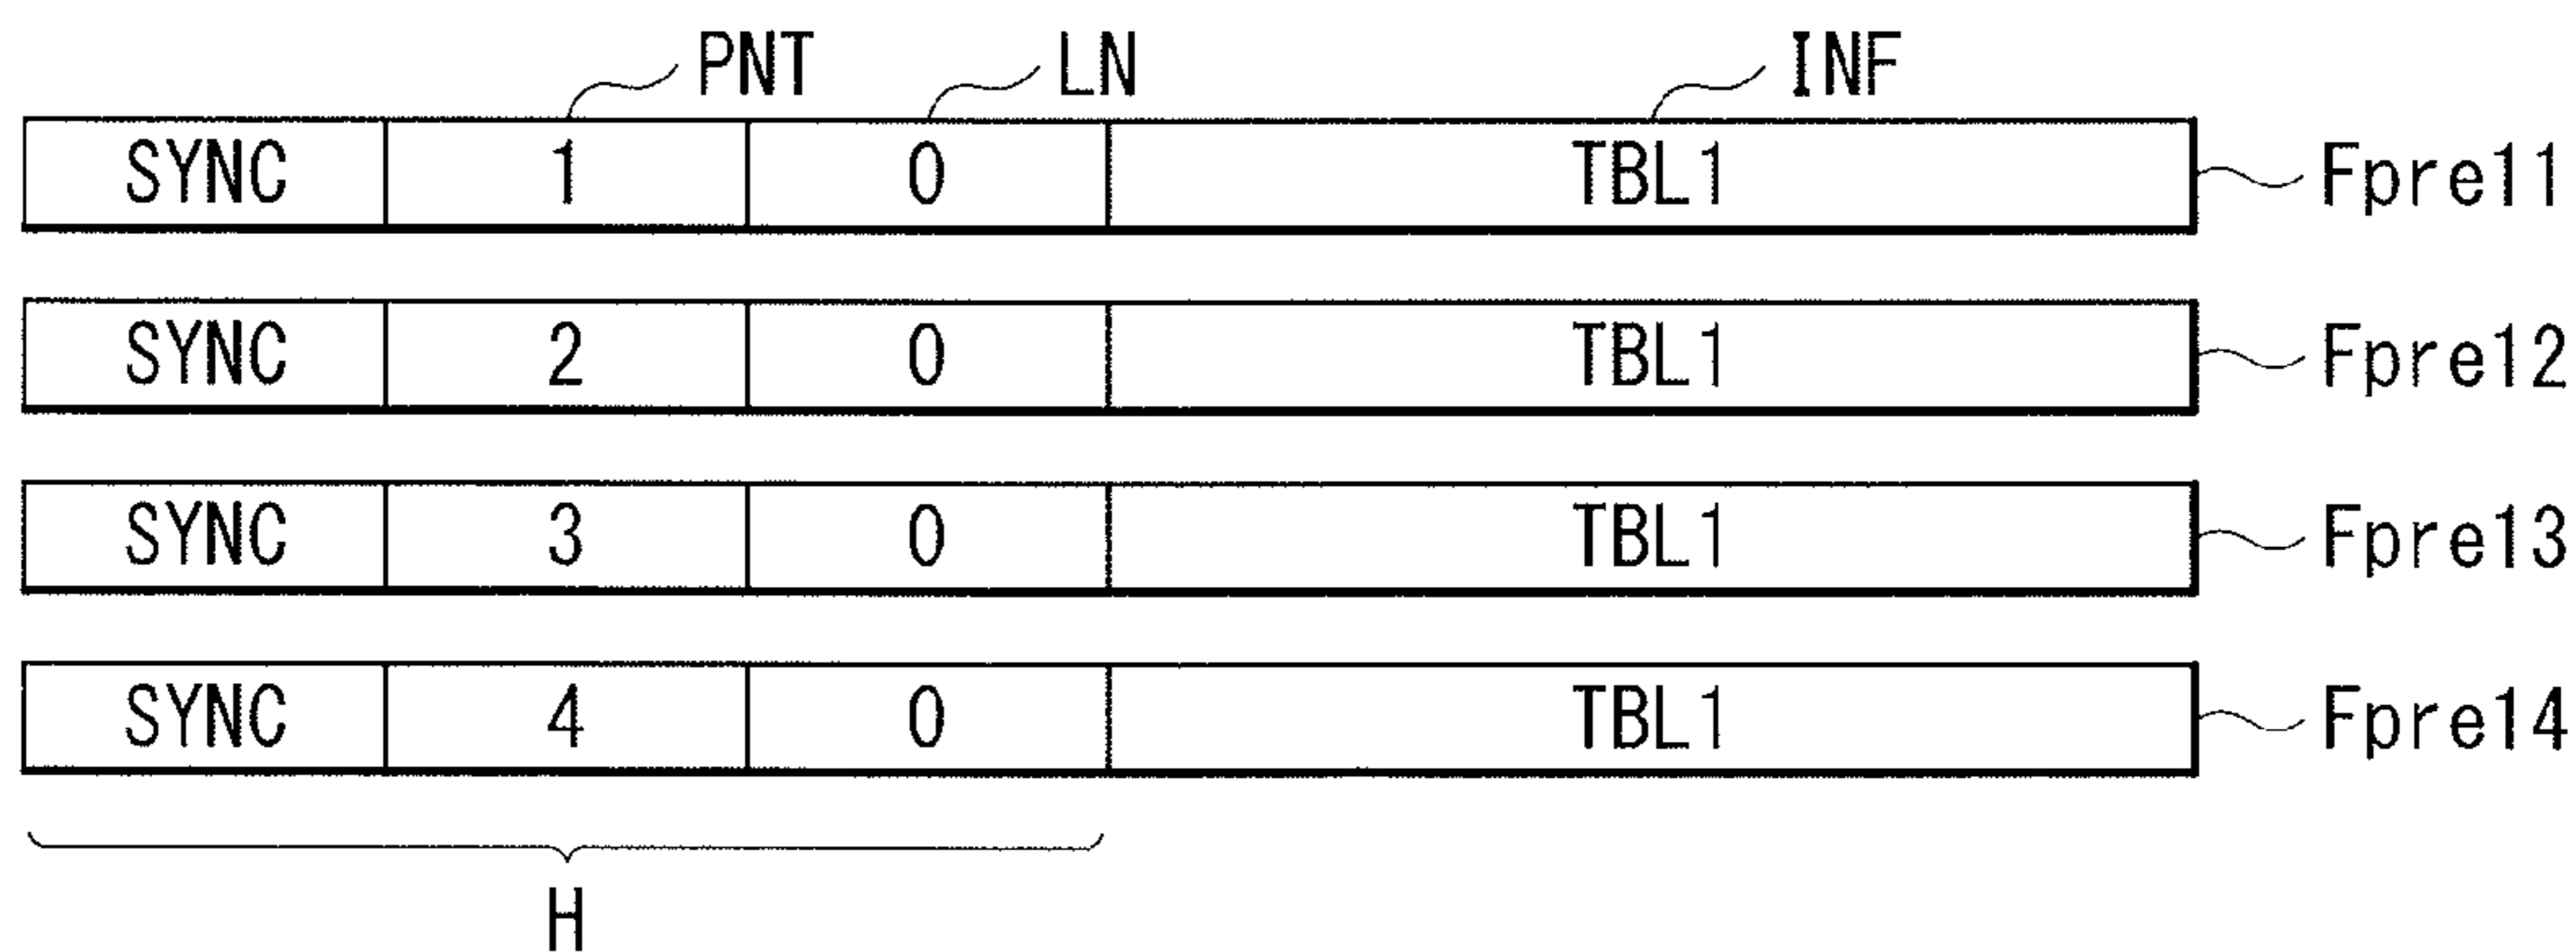 PNT LN INF
SYNC 1 0 TBL1 Fpre11
SYNC 2 0 TBL1 Fpre12
SYNC 3 0 TBL1 Fpre13
SYNC 4 0 TBL1 Fpre14
H